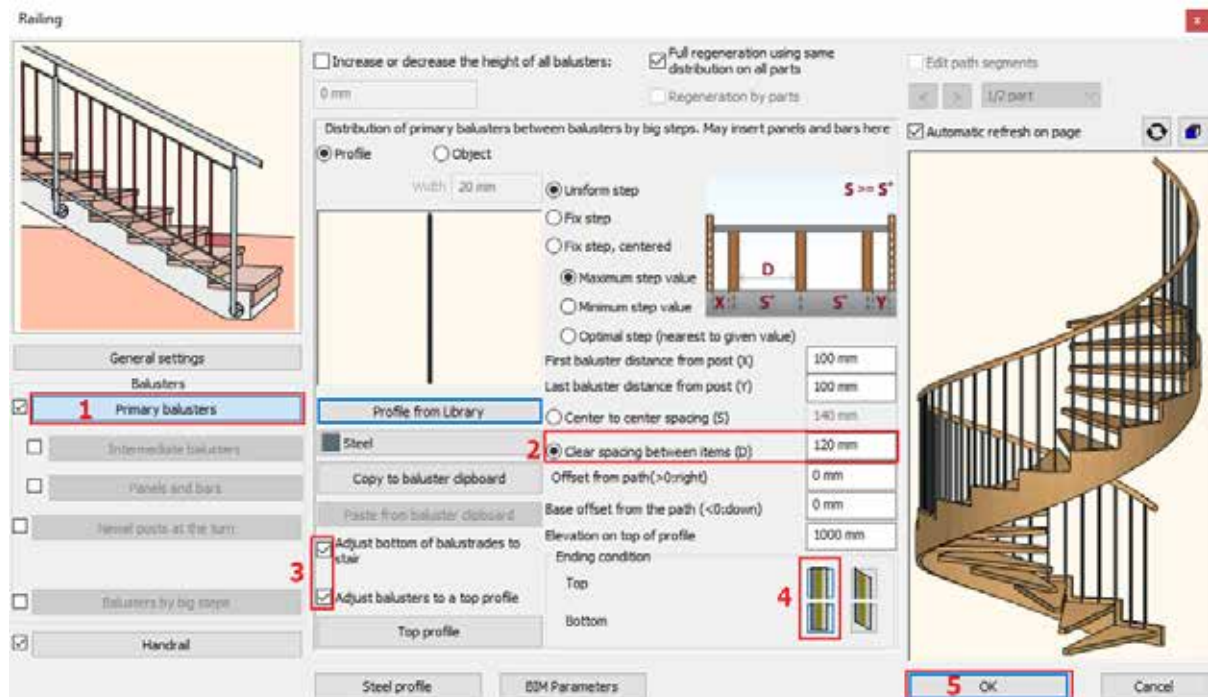 Railing
x
General settings
Balusters
1 Primary balusters
Intermediate balusters
Panels and bars
Newel posts at the turn
Balusters by big steps
Handrail
Increase or decrease the height of all balusters:
0 mm
Full regeneration using same
distribution on all parts
Regeneration by parts
Distribution of primary balusters between balusters by big steps. May insert panels and bars here
Profile
Object
Width 20 mm
Profile from Library
Steel
Copy to baluster clipboard
Paste from baluster clipboard
3
Adjust bottom of balustrades to
stair
Adjust balusters to a top profile
Top profile
Steel profile
BIM Parameters
Uniform step
Fix step
Fix step, centered
Maximum step value
Minimum step value
Optimal step (nearest to given value)
S >= S*
D
X S* S* Y
First baluster distance from post (X) 100 mm
Last baluster distance from post (Y) 100 mm
Center to center spacing (S) 140 mm
2 Clear spacing between items (D) 120 mm
Offset from path(>0:right) 0 mm
Base offset from the path (<0:down) 0 mm
Elevation on top of profile 1000 mm
Ending condition
Top
4
Bottom
Edit path segments
< > 1/2 part
Automatic refresh on page
5 OK
Cancel